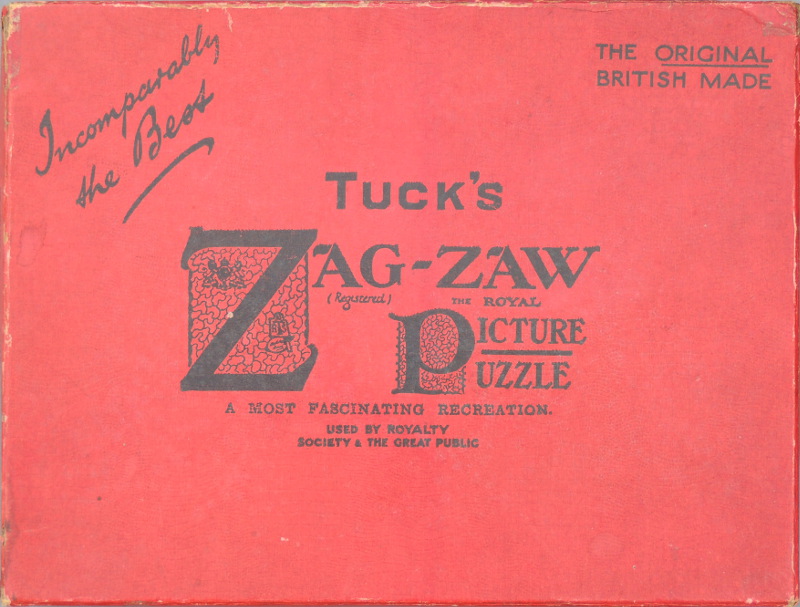 Incomparably
the Best
THE ORIGINAL
BRITISH MADE
TUCK'S
ZAG-ZAW
(Registered)
THE ROYAL
PICTURE
PUZZLE
A MOST FASCINATING RECREATION.
USED BY ROYALTY
SOCIETY & THE GREAT PUBLIC